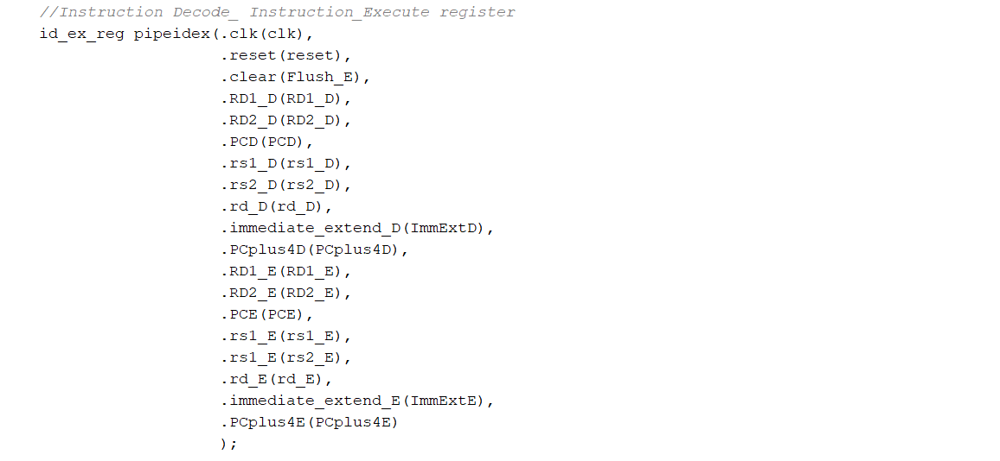 //Instruction Decode_ Instruction_Execute register
id_ex_reg pipeidex(.clk(clk),
.reset(reset),
.clear(Flush_E),
.RD1_D(RD1_D),
.RD2_D(RD2_D),
.PCD(PCD),
.rs1_D(rs1_D),
.rs2_D(rs2_D),
.rd_D(rd_D),
.immediate_extend_D(ImmExtD),
.PCplus4D(PCplus4D),
.RD1_E(RD1_E),
.RD2_E(RD2_E),
.PCE(PCE),
.rs1_E(rs1_E),
.rs1_E(rs2_E),
.rd_E(rd_E),
.immediate_extend_E(ImmExtE),
.PCplus4E(PCplus4E)
);